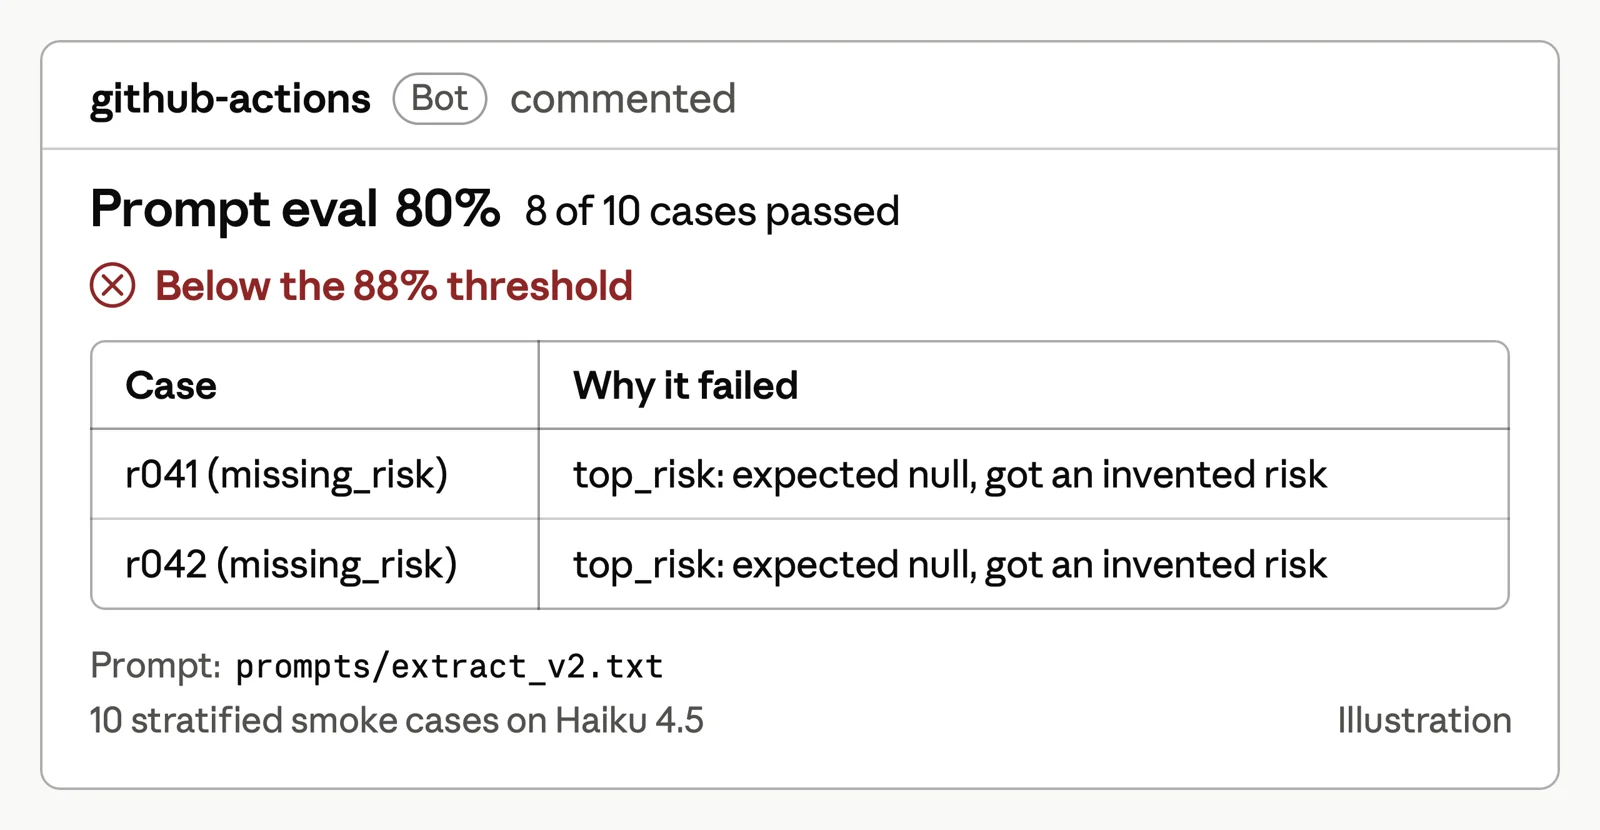 github-actions Bot commented
Prompt eval 80% 8 of 10 cases passed
Below the 88% threshold
Case Why it failed
r041 (missing_risk) top_risk: expected null, got an invented risk
r042 (missing_risk) top_risk: expected null, got an invented risk
Prompt: prompts/extract_v2.txt
10 stratified smoke cases on Haiku 4.5 Illustration